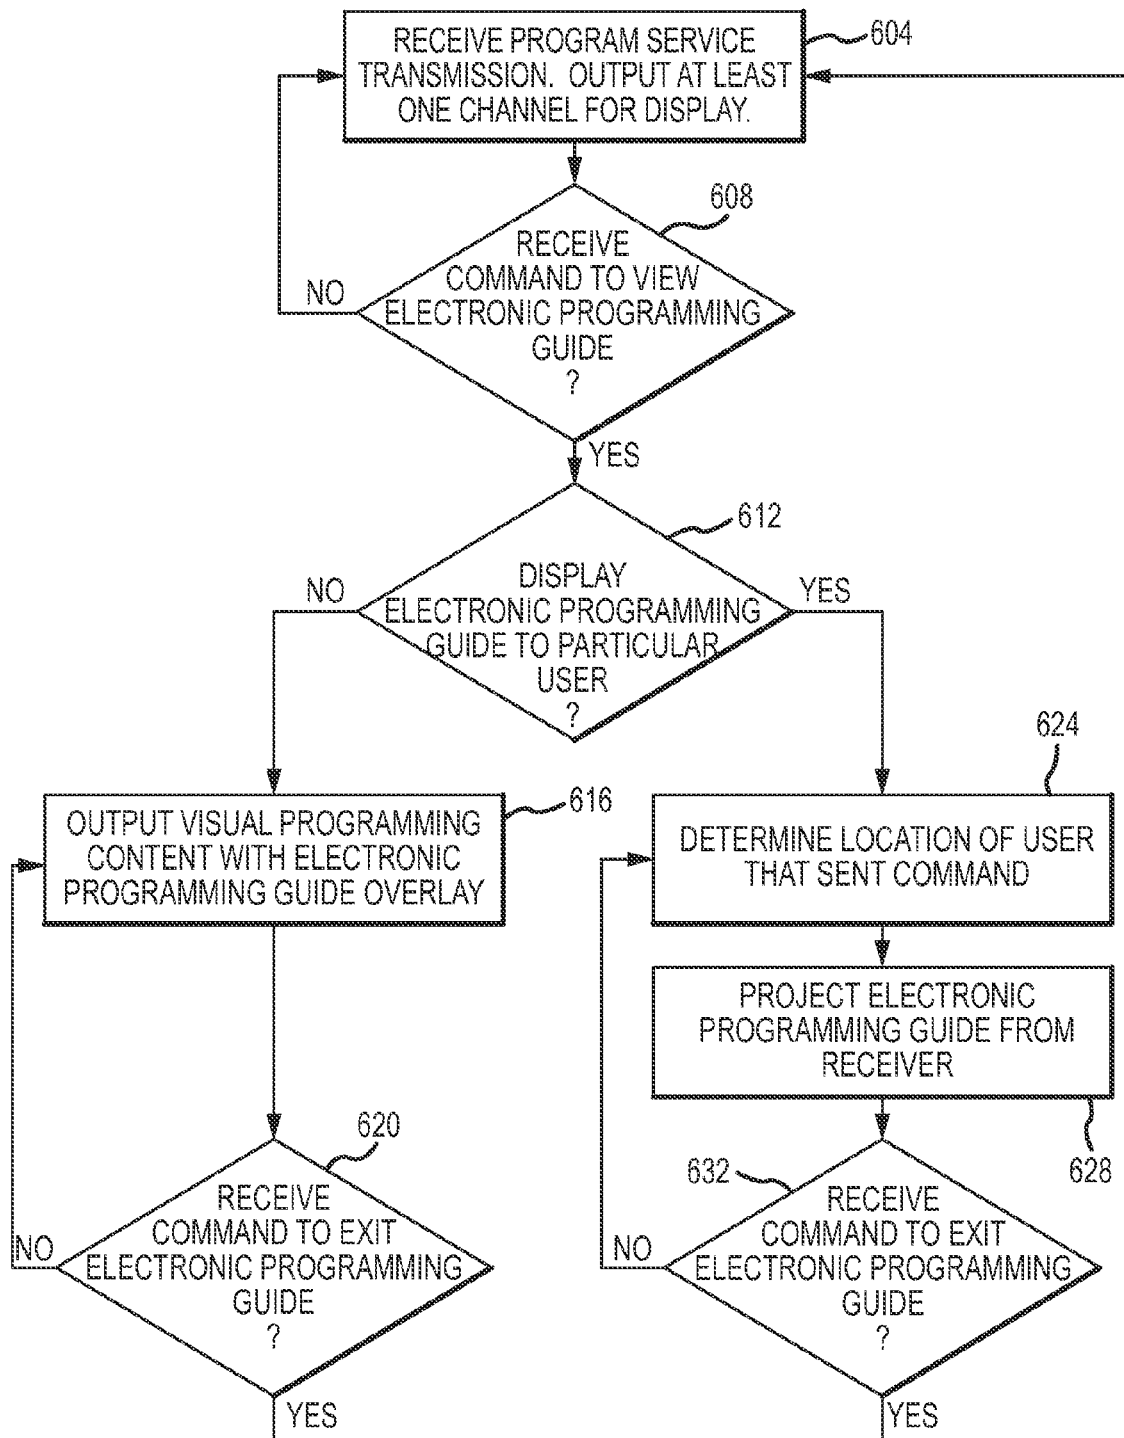 RECEIVE PROGRAM SERVICE
TRANSMISSION. OUTPUT AT LEAST
ONE CHANNEL FOR DISPLAY.
604
608
RECEIVE
COMMAND TO VIEW
ELECTRONIC PROGRAMMING
GUIDE
?
NO
YES
612
DISPLAY
ELECTRONIC PROGRAMMING
GUIDE TO PARTICULAR
USER
?
NO
YES
616
OUTPUT VISUAL PROGRAMMING
CONTENT WITH ELECTRONIC
PROGRAMMING GUIDE OVERLAY
624
DETERMINE LOCATION OF USER
THAT SENT COMMAND
PROJECT ELECTRONIC
PROGRAMMING GUIDE FROM
RECEIVER
628
620
RECEIVE
COMMAND TO EXIT
ELECTRONIC PROGRAMMING
GUIDE
?
NO
YES
632
RECEIVE
COMMAND TO EXIT
ELECTRONIC PROGRAMMING
GUIDE
?
NO
YES